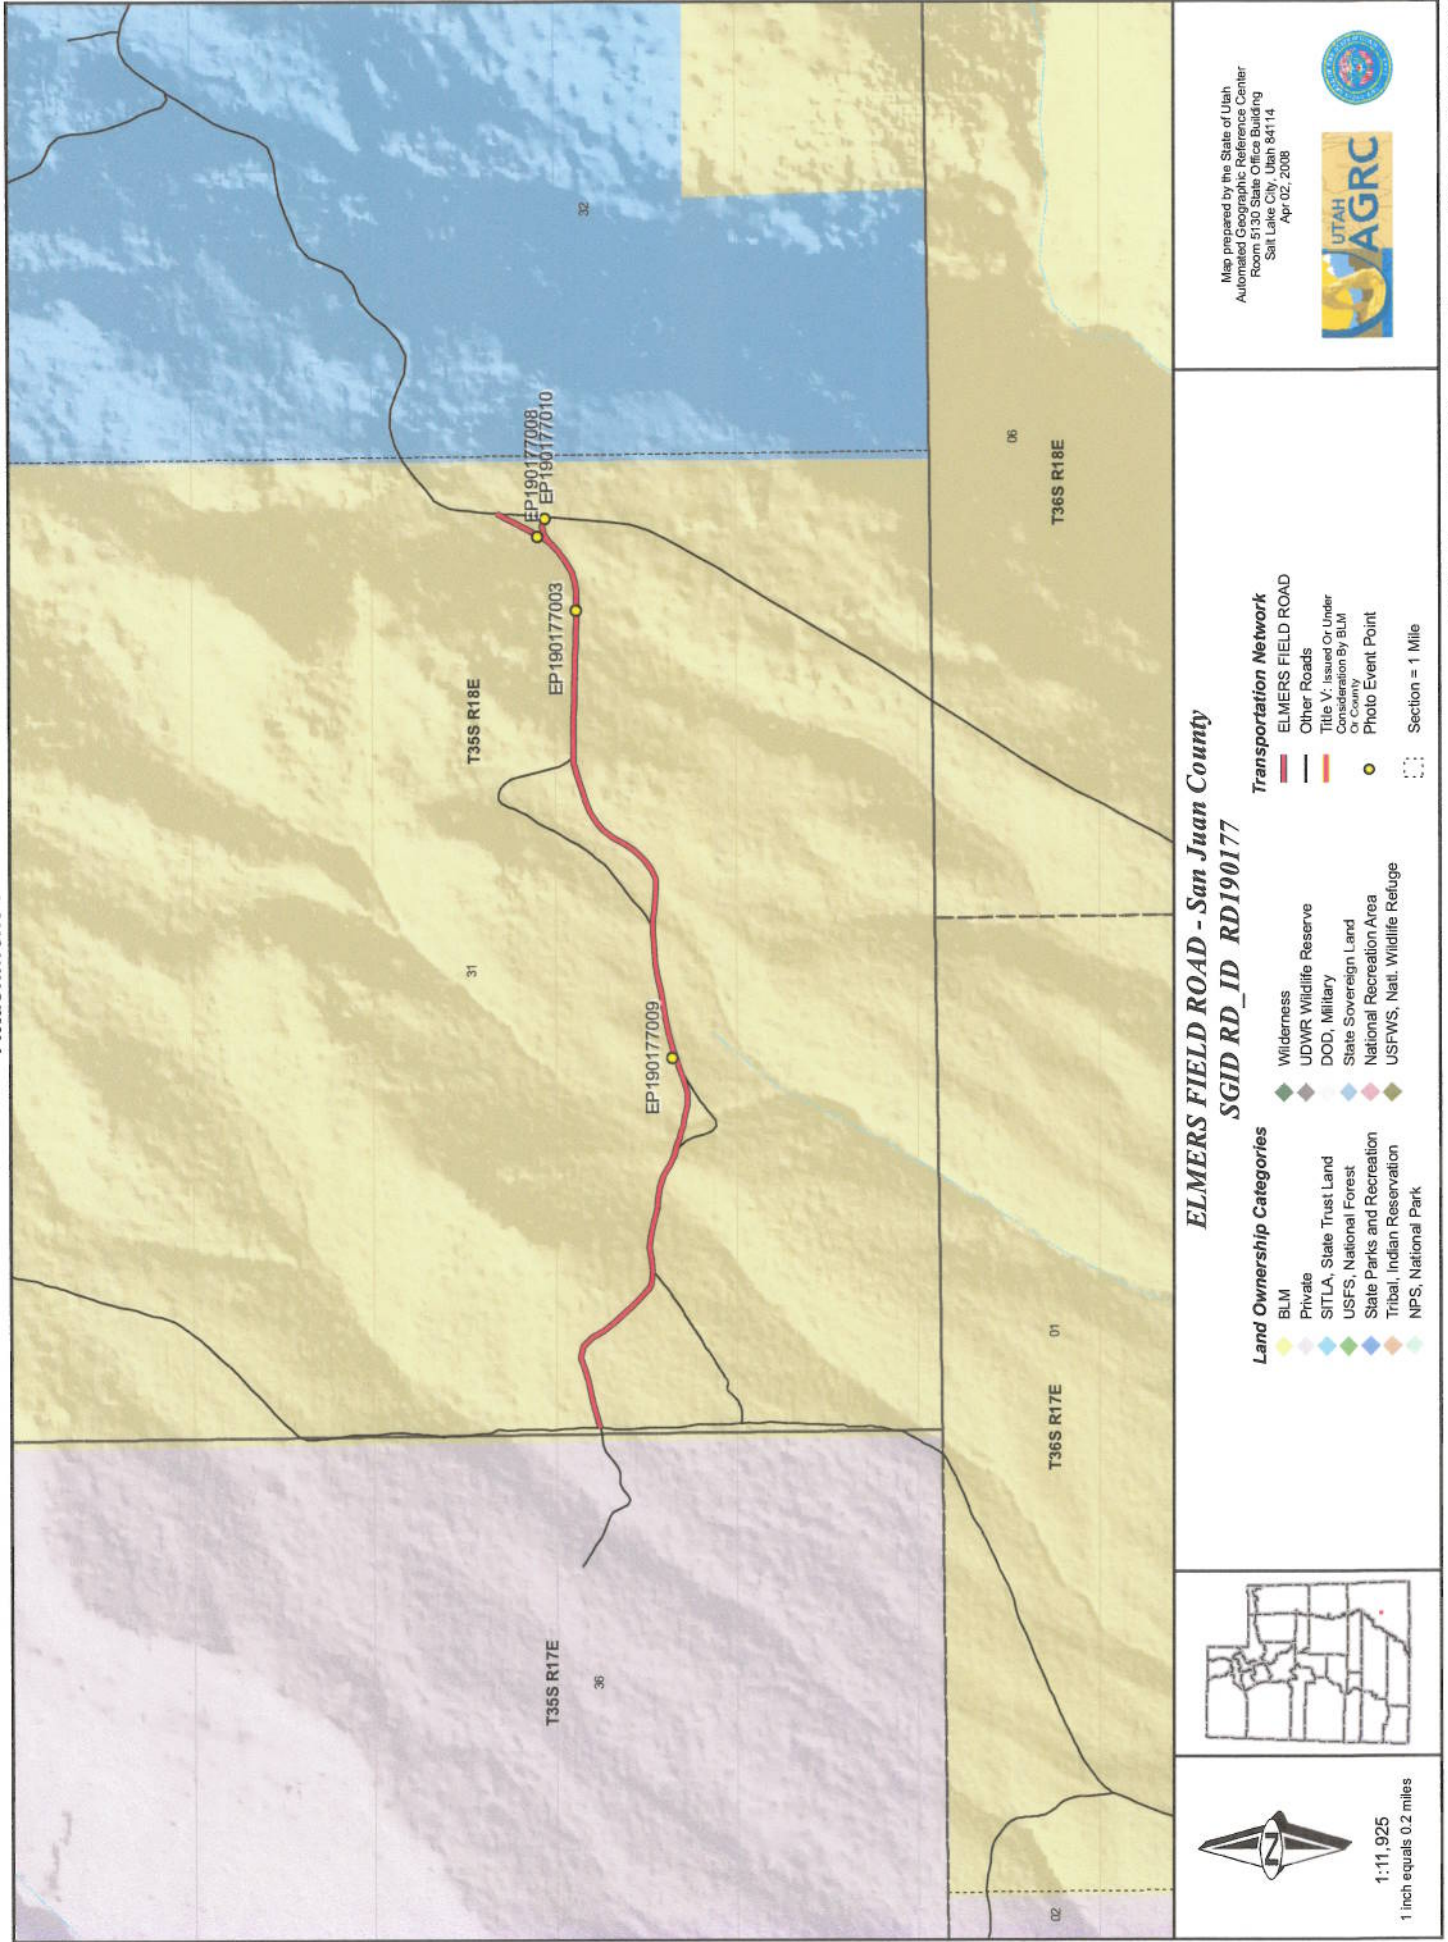 32
EP190177008
EP190177010
EP190177003
T35S R18E
31
EP190177009
06
T36S R18E
T35S R17E
36
T36S R17E
01
02
ELMERS FIELD ROAD - San Juan County
SGID RD_ID RD190177
Land Ownership Categories
BLM
Private
SITLA, State Trust Land
USFS, National Forest
State Parks and Recreation
Tribal, Indian Reservation
NPS, National Park
Wilderness
UDWR Wildlife Reserve
DOD, Military
State Sovereign Land
National Recreation Area
USFWS, Natl. Wildlife Refuge
Transportation Network
ELMERS FIELD ROAD
Other Roads
Title V: Issued Or Under
Consideration By BLM
Or County
Photo Event Point
Section = 1 Mile
Map prepared by the State of Utah
Automated Geographic Reference Center
Room 5130 State Office Building
Salt Lake City, Utah 84114
Apr 02, 2008
UTAH
AGRC
N
1:11,925
1 inch equals 0.2 miles